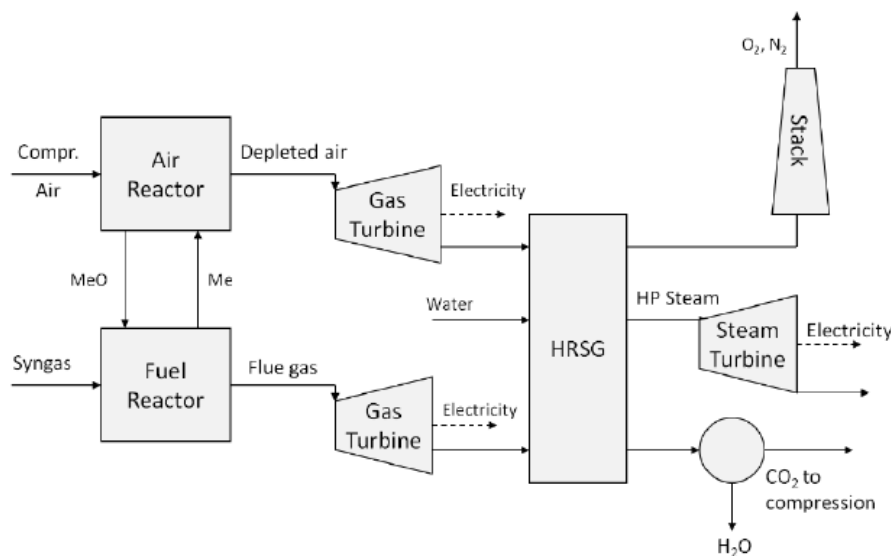 O₂, N₂
Stack
Compr.
Air
Air
Reactor
Depleted air
Gas
Turbine
Electricity
MeO
Me
Water
HRSG
HP Steam
Steam
Turbine
Electricity
Syngas
Fuel
Reactor
Flue gas
Gas
Turbine
Electricity
CO₂ to
compression
H₂O